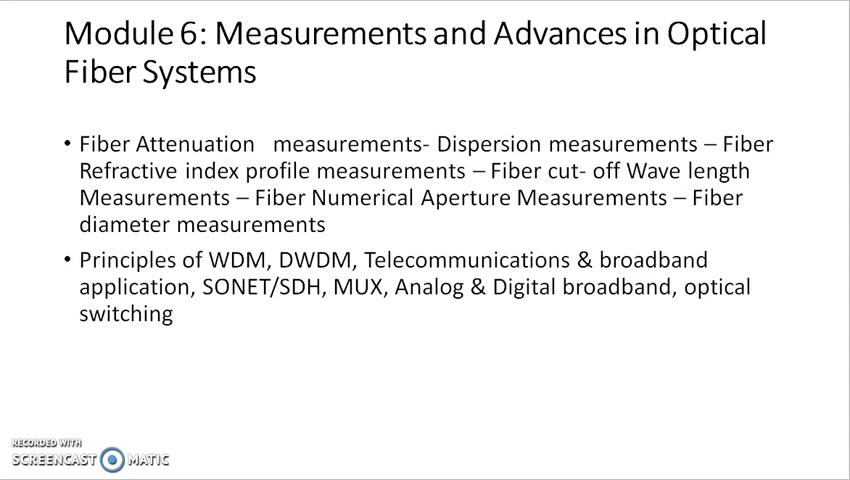 Module 6: Measurements and Advances in Optical
Fiber Systems
• Fiber Attenuation measurements- Dispersion measurements – Fiber
Refractive index profile measurements – Fiber cut- off Wave length
Measurements – Fiber Numerical Aperture Measurements – Fiber
diameter measurements
• Principles of WDM, DWDM, Telecommunications & broadband
application, SONET/SDH, MUX, Analog & Digital broadband, optical
switching
RECORDED WITH
SCREENCAST MATIC